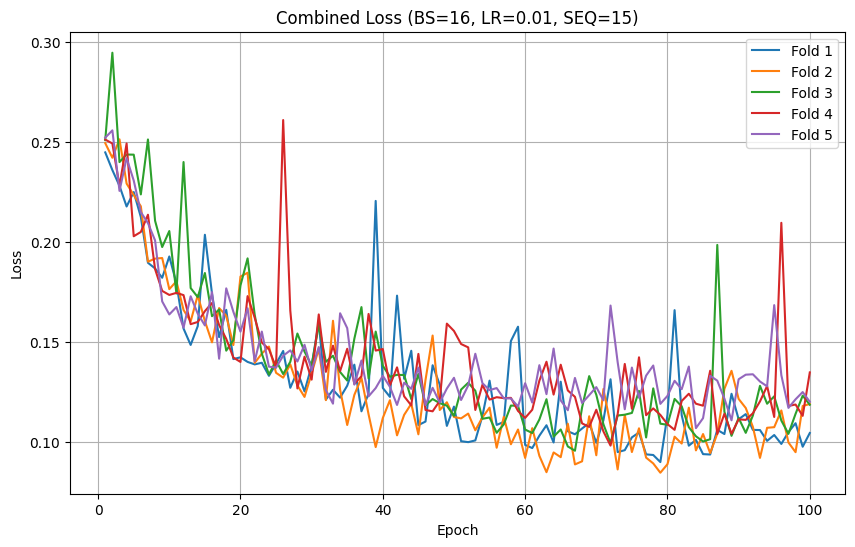 Combined Loss (BS=16, LR=0.01, SEQ=15)
0.30
0.25
0.20
0.15
0.10
Loss
0
20
40
60
80
100
Epoch
Fold 1
Fold 2
Fold 3
Fold 4
Fold 5